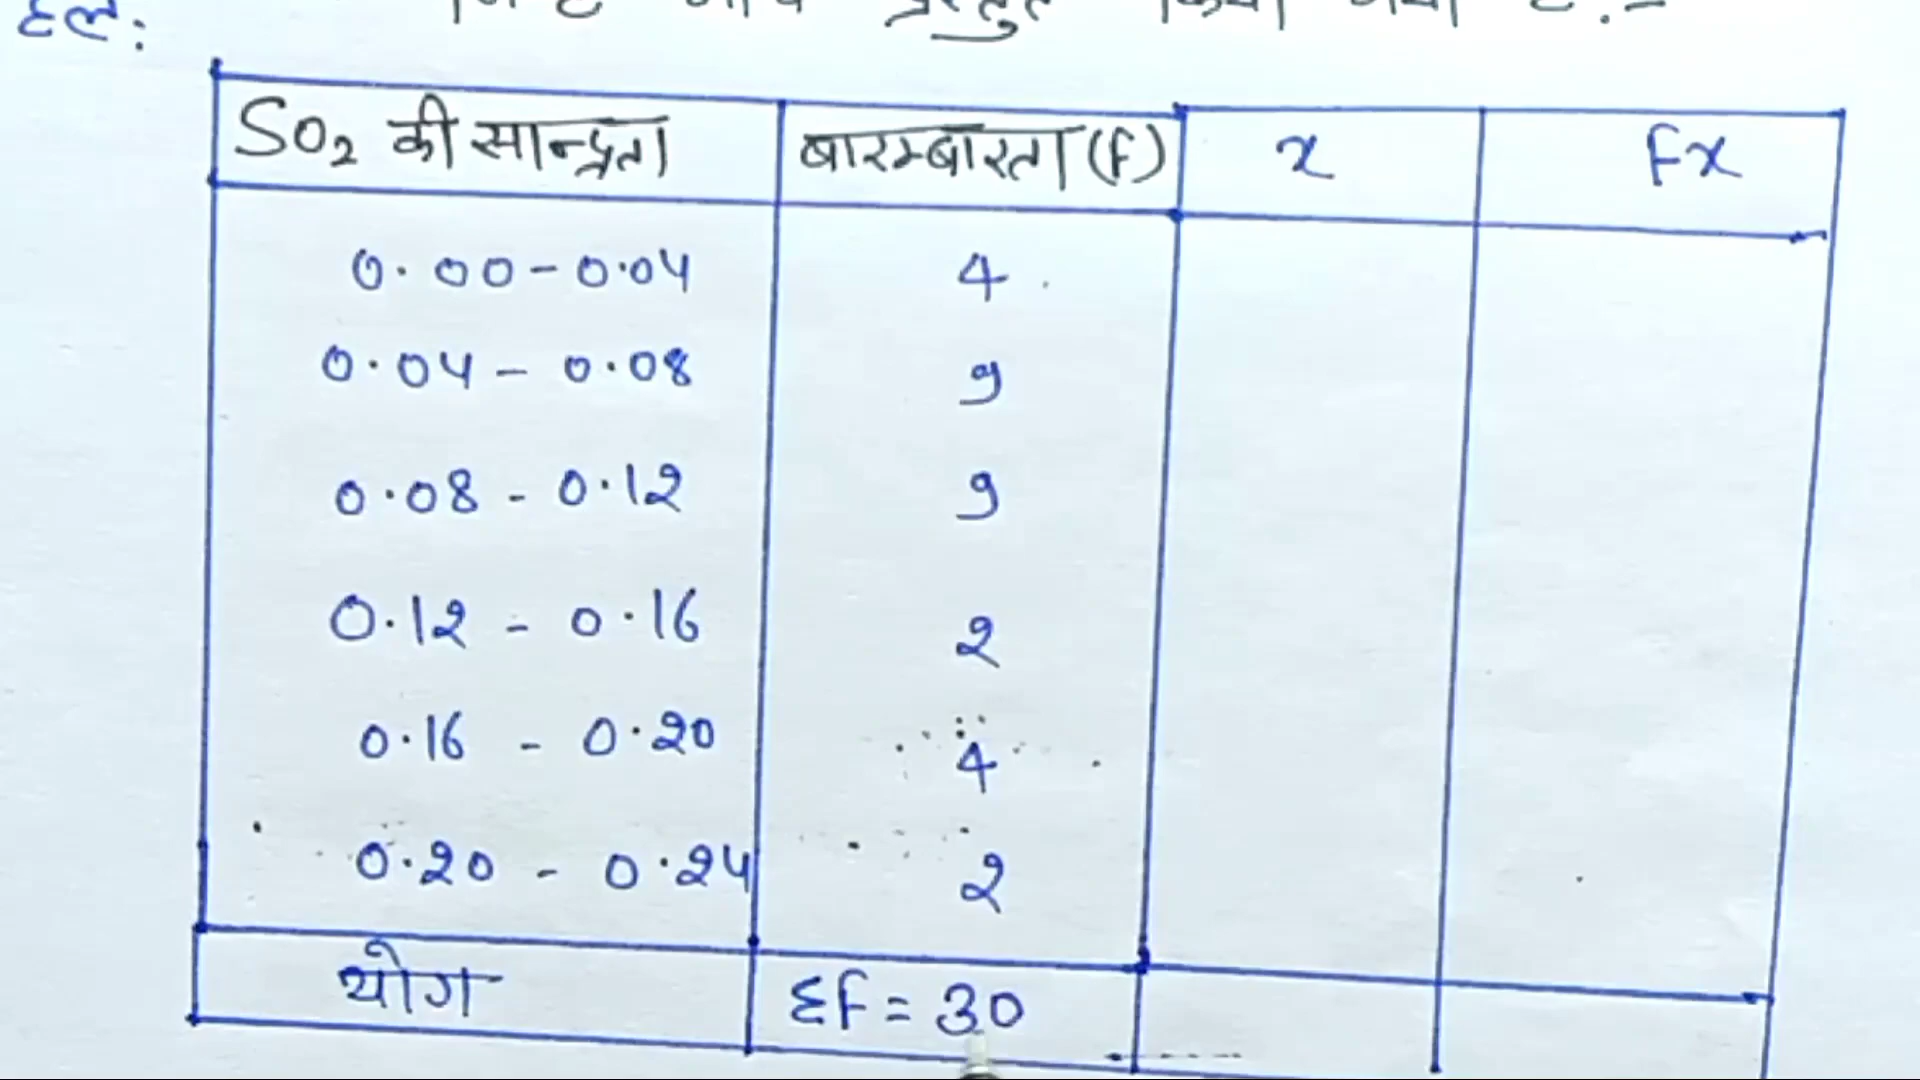 हल:
SO₂ की सान्द्रता बारम्बारता (f) x Fx
0.00 - 0.04 4
0.04 - 0.08 9
0.08 - 0.12 9
0.12 - 0.16 2
0.16 - 0.20 4
0.20 - 0.24 2
योग Σf = 30